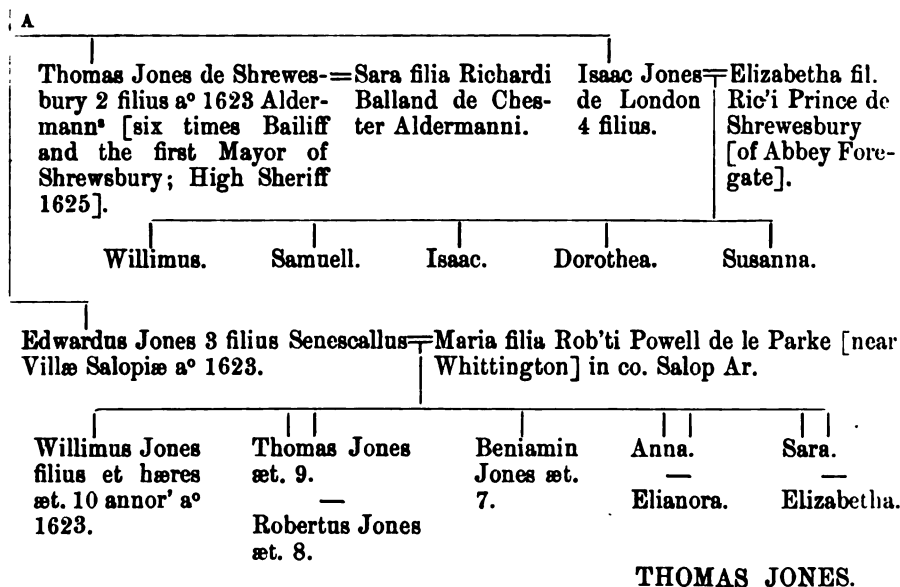 A
Thomas Jones de Shrewes-
bury 2 filius aº 1623 Alder-
mannˢ [six times Bailiff
and the first Mayor of
Shrewsbury; High Sheriff
1625].
=Sara filia Richardi
Balland de Ches-
ter Aldermanni.
Isaac Jones
de London
4 filius.
=Elizabetha fil.
Ric'i Prince de
Shrewesbury
[of Abbey Fore-
gate].
Willimus. Samuell. Isaac. Dorothea. Susanna.
Edwardus Jones 3 filius Senescallus
Villæ Salopiæ aº 1623.
=Maria filia Rob'ti Powell de le Parke [near
Whittington] in co. Salop Ar.
Willimus Jones
filius et hæres
æt. 10 annor' aº
1623.
Thomas Jones
æt. 9.
—
Robertus Jones
æt. 8.
Beniamin
Jones æt.
7.
Anna.
—
Elianora.
Sara.
—
Elizabetha.
THOMAS JONES.